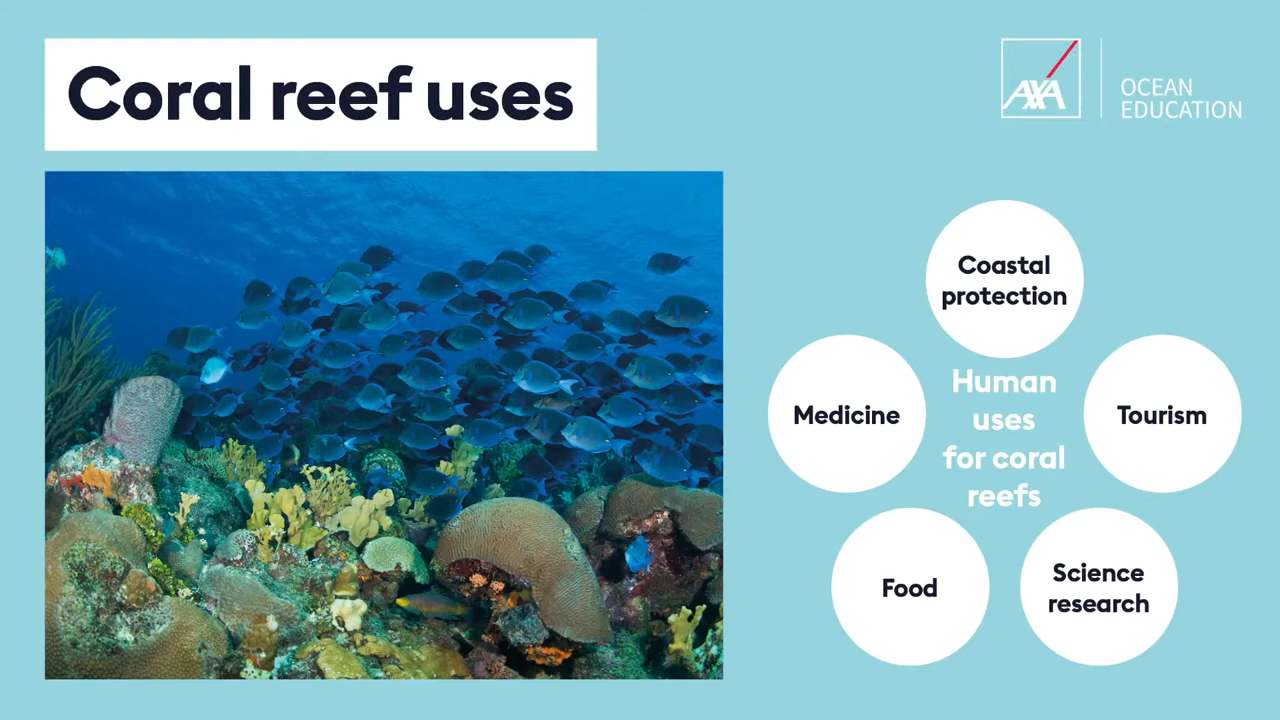 Coral reef uses
AXA
OCEAN
EDUCATION
Coastal
protection
Medicine
Human
uses
for coral
reefs
Tourism
Food
Science
research